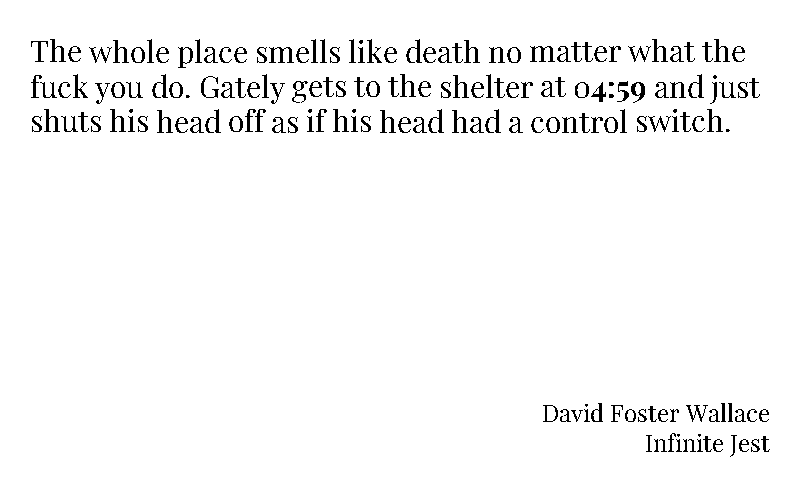 The whole place smells like death no matter what the
fuck you do. Gately gets to the shelter at 04:59 and just
shuts his head off as if his head had a control switch.
David Foster Wallace
Infinite Jest